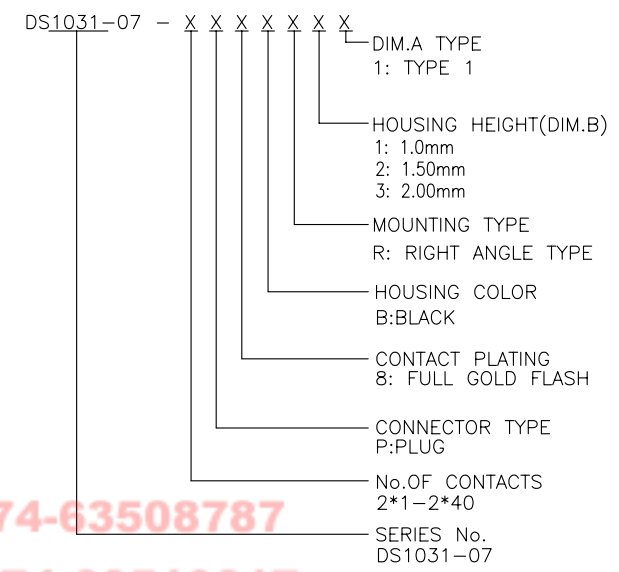 DS1031-07 - X X X X X X X
DIM.A TYPE
1: TYPE 1
HOUSING HEIGHT(DIM.B)
1: 1.0mm
2: 1.50mm
3: 2.00mm
MOUNTING TYPE
R: RIGHT ANGLE TYPE
HOUSING COLOR
B:BLACK
CONTACT PLATING
8: FULL GOLD FLASH
CONNECTOR TYPE
P:PLUG
No.OF CONTACTS
2*1-2*40
74-63508787
SERIES No.
DS1031-07